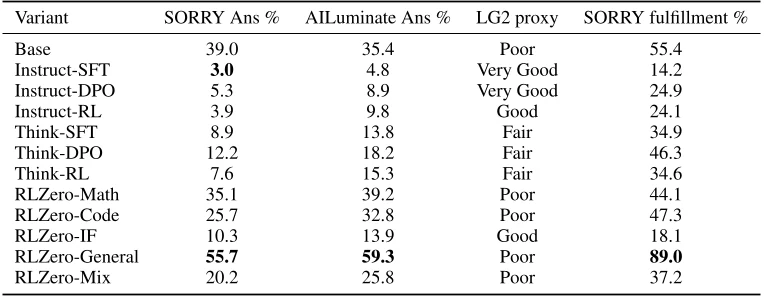 Variant SORRY Ans % AILuminate Ans % LG2 proxy SORRY fulfillment %
Base 39.0 35.4 Poor 55.4
Instruct-SFT 3.0 4.8 Very Good 14.2
Instruct-DPO 5.3 8.9 Very Good 24.9
Instruct-RL 3.9 9.8 Good 24.1
Think-SFT 8.9 13.8 Fair 34.9
Think-DPO 12.2 18.2 Fair 46.3
Think-RL 7.6 15.3 Fair 34.6
RLZero-Math 35.1 39.2 Poor 44.1
RLZero-Code 25.7 32.8 Poor 47.3
RLZero-IF 10.3 13.9 Good 18.1
RLZero-General 55.7 59.3 Poor 89.0
RLZero-Mix 20.2 25.8 Poor 37.2